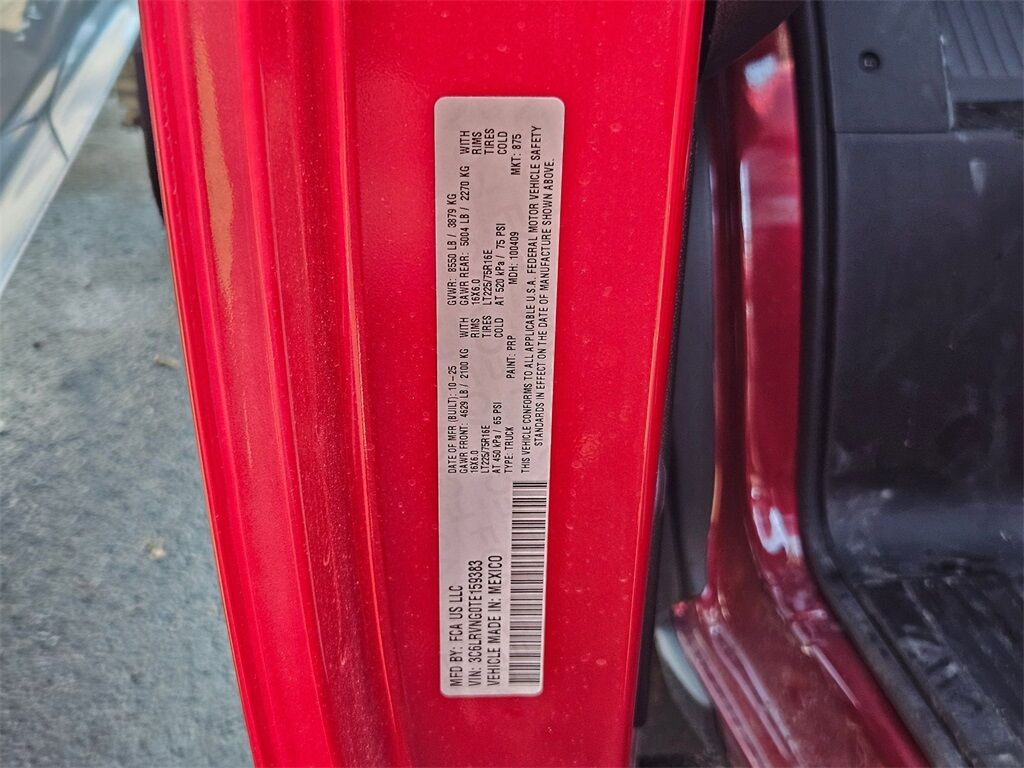 MFD BY: FCA US LLC
VIN: 3C6LRVNG0TE159383
VEHICLE MADE IN: MEXICO
DATE OF MFR (BUILT): 10-25 GVWR: 8550 LB / 3879 KG
GAWR FRONT: 4629 LB / 2100 KG WITH GAWR REAR: 5004 LB / 2270 KG WITH
16X6.0 RIMS 16X6.0 RIMS
LT225/75R16E TIRES LT225/75R16E TIRES
AT 450 kPa / 65 PSI COLD AT 520 kPa / 75 PSI COLD
TYPE: TRUCK PAINT: PRP MDH: 100409 MKT: 875
THIS VEHICLE CONFORMS TO ALL APPLICABLE U.S.A. FEDERAL MOTOR VEHICLE SAFETY
STANDARDS IN EFFECT ON THE DATE OF MANUFACTURE SHOWN ABOVE.